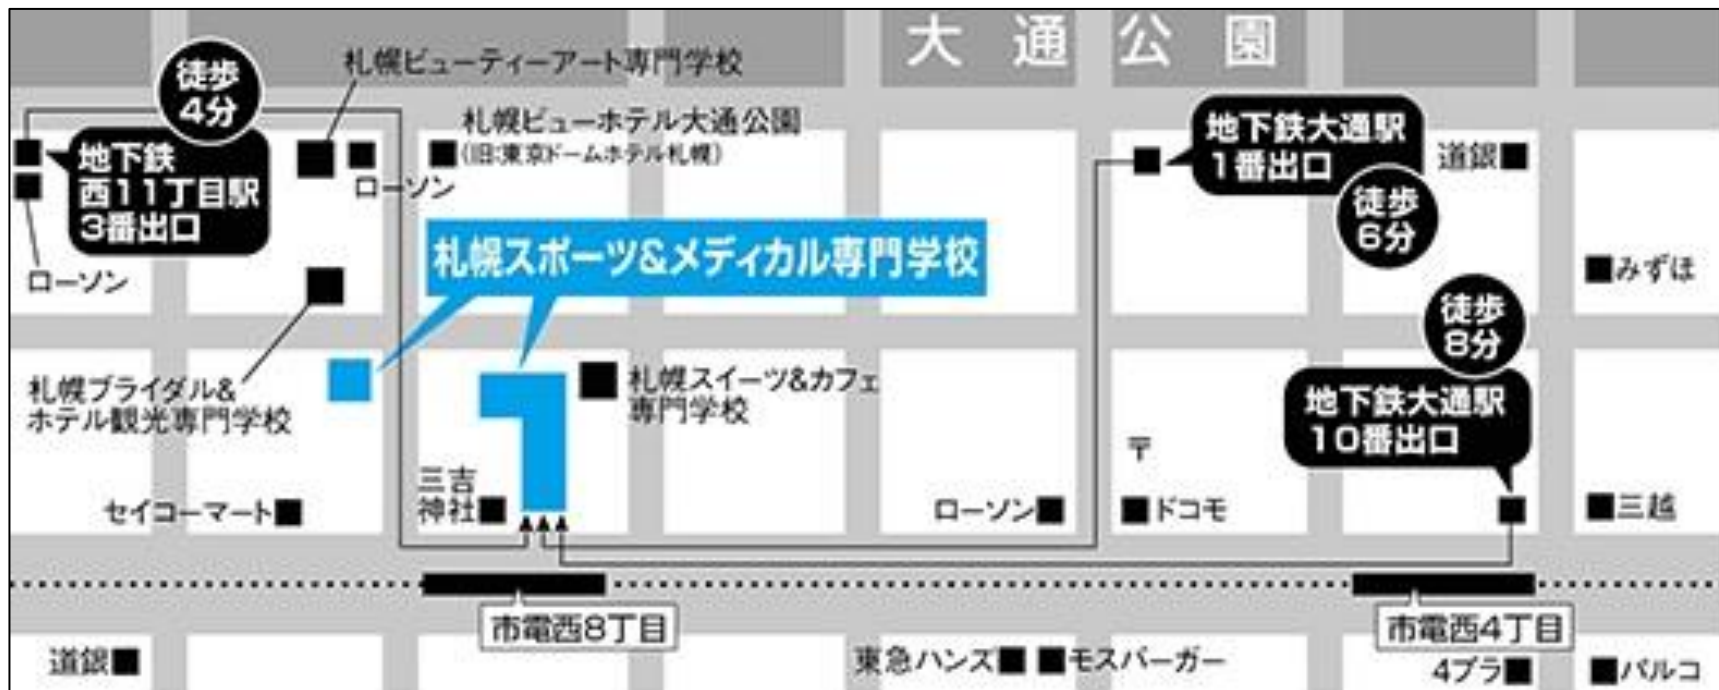 大通公園
徒歩
4分
札幌ビューティーアート専門学校
札幌ビューホテル大通公園
(旧:東京ドームホテル札幌)
地下鉄
西11丁目駅
3番出口
ローソン
ローソン
地下鉄大通駅
1番出口
徒歩
6分
道銀
札幌スポーツ&メディカル専門学校
みずほ
徒歩
8分
地下鉄大通駅
10番出口
札幌ブライダル&
ホテル観光専門学校
札幌スイーツ&カフェ
専門学校
〒
セイコーマート
三吉
神社
ローソン
ドコモ
三越
市電西8丁目
市電西4丁目
道銀
東急ハンズ
モスバーガー
4プラ
パルコ